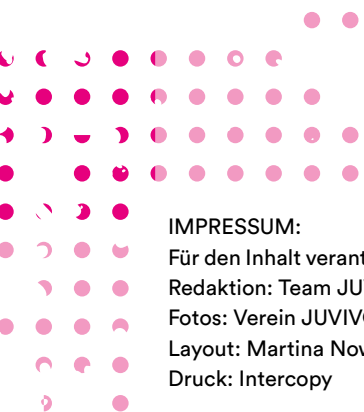 IMPRESSUM:
Für den Inhalt
Redaktion: Team
Fotos: Verein
Layout: Martina
Druck: Intercopy